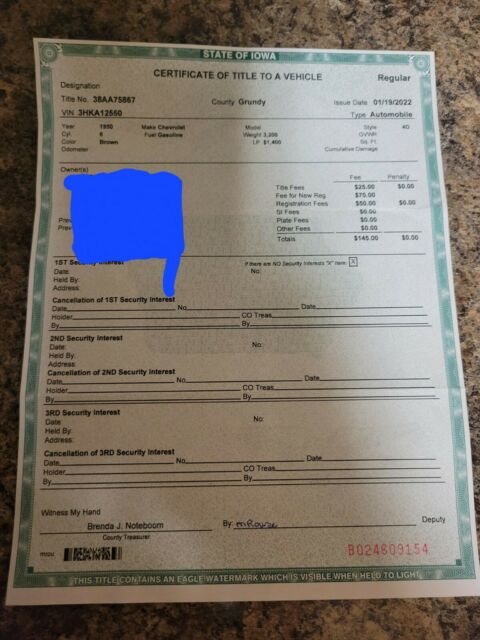 STATE OF IOWA
CERTIFICATE OF TITLE TO A VEHICLE
Regular
Designation
Title No. 38AA75867 County Grundy Issue Date 01/19/2022
VIN 3HKA12550 Type Automobile
Year 1950 Make Chevrolet Model Style 4D
Cyl. 6 Fuel Gasoline Weight 3,200 GVWR
Color Brown LP $1,400 Sq. Ft.
Odometer Cumulative Damage
Owner(s)
Fee Penalty
Title Fees $25.00 $0.00
Fee for New Reg $70.00
Registration Fees $50.00 $0.00
St Fees $0.00
Plate Fees $0.00
Other Fees $0.00
Totals $145.00 $0.00
Prev
Prev
1ST Security Interest If there are NO Security Interests "X" here: X
Date: No:
Held By:
Address:
Cancellation of 1ST Security Interest
Date No. Date
Holder CO Treas.
By By
2ND Security Interest
Date: No:
Held By:
Address:
Cancellation of 2ND Security Interest
Date No. Date
Holder CO Treas.
By By
3RD Security Interest
Date: No:
Held By:
Address:
Cancellation of 3RD Security Interest
Date No. Date
Holder CO Treas.
By By
Witness My Hand
Brenda J. Noteboom By: Deputy
County Treasurer
B024609154
THIS TITLE CONTAINS AN EAGLE WATERMARK WHICH IS VISIBLE WHEN HELD TO LIGHT